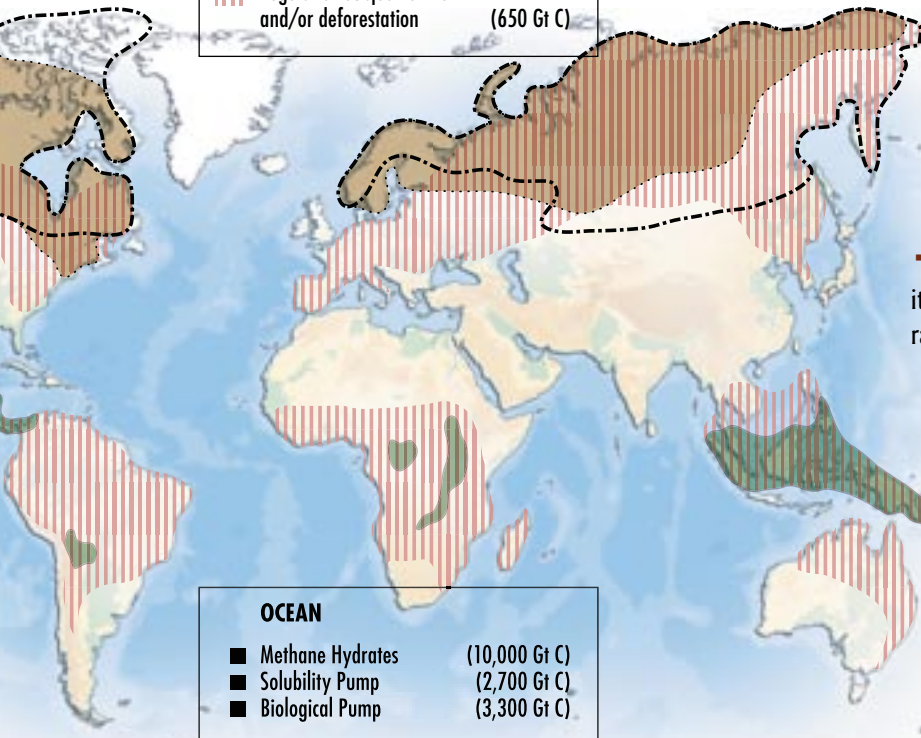 and/or deforestation (650 Gt C)
OCEAN
Methane Hydrates (10,000 Gt C)
Solubility Pump (2,700 Gt C)
Biological Pump (3,300 Gt C)